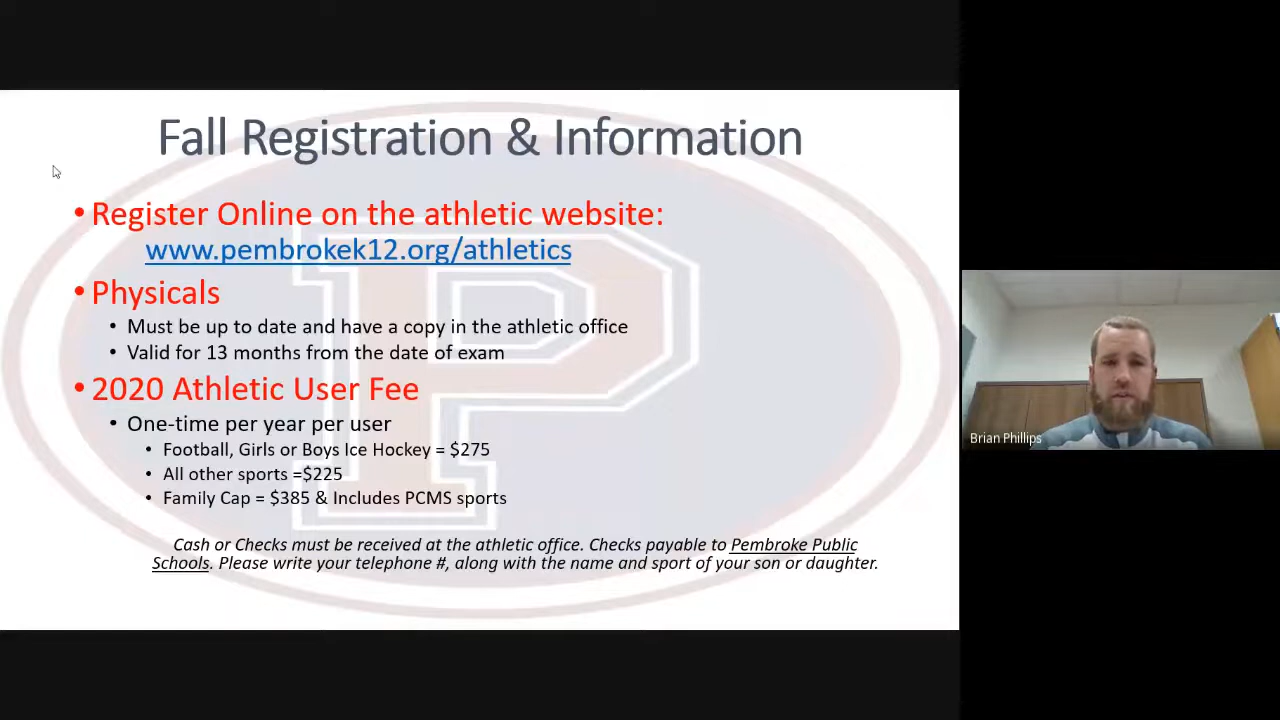 Fall Registration & Information
• Register Online on the athletic website:
www.pembrokek12.org/athletics
• Physicals
• Must be up to date and have a copy in the athletic office
• Valid for 13 months from the date of exam
• 2020 Athletic User Fee
• One-time per year per user
• Football, Girls or Boys Ice Hockey = $275
• All other sports =$225
• Family Cap = $385 & Includes PCMS sports
Cash or Checks must be received at the athletic office. Checks payable to Pembroke Public
Schools. Please write your telephone #, along with the name and sport of your son or daughter.
P
Brian Phillips